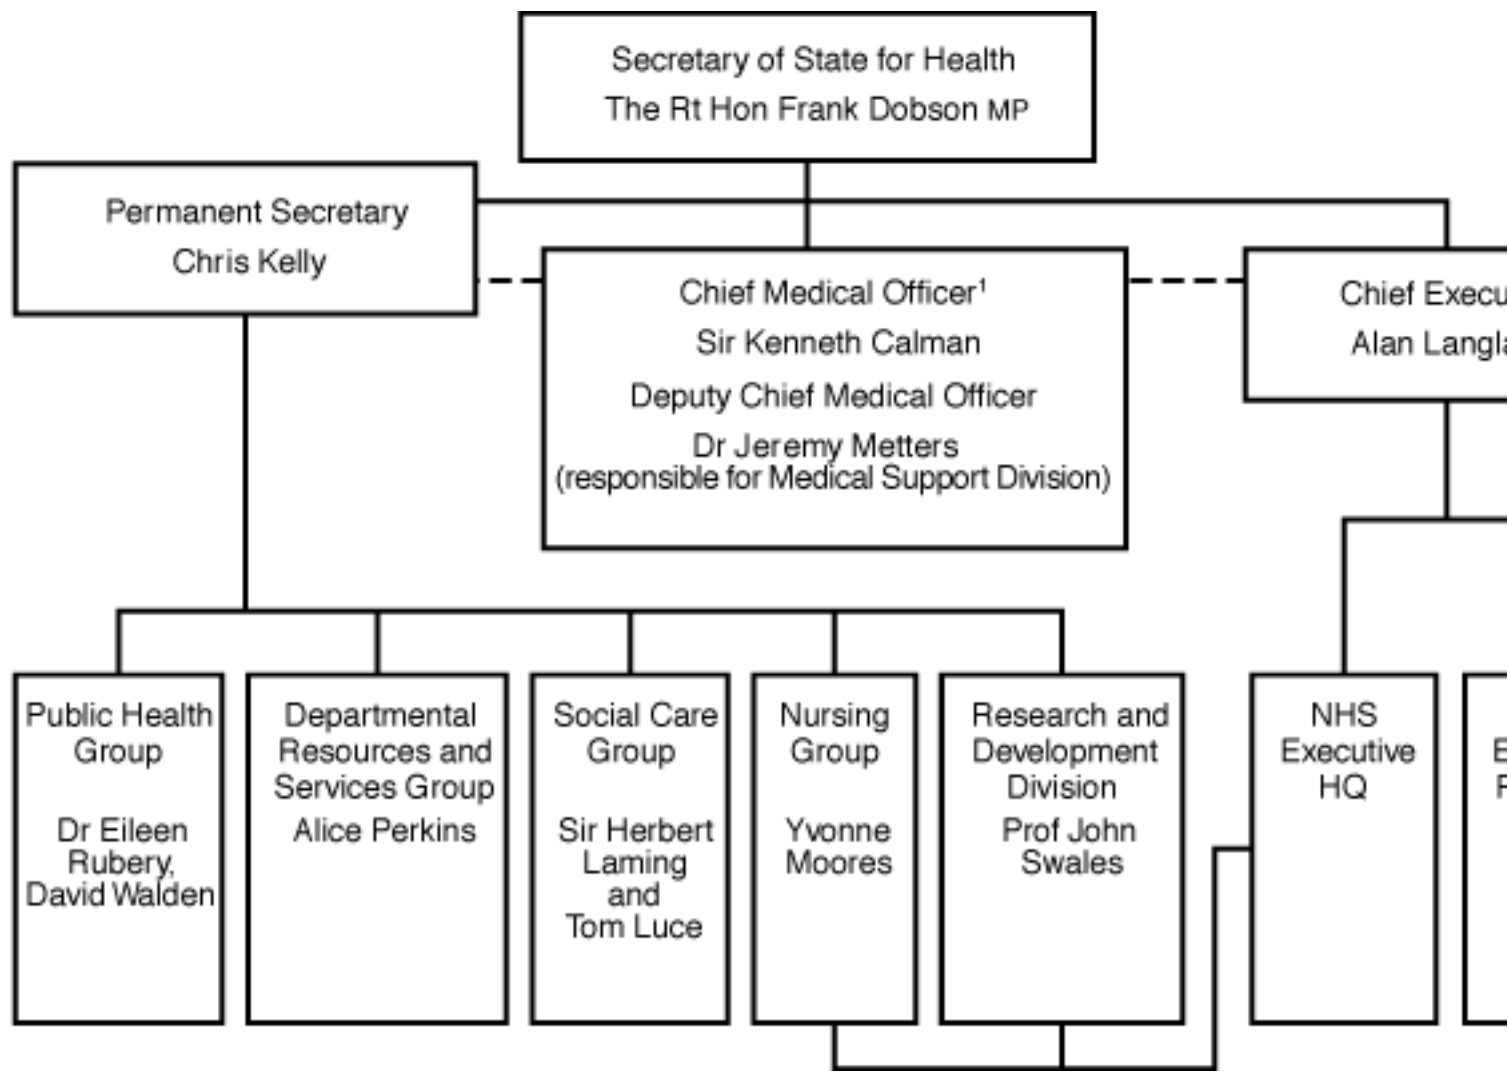 Secretary of State for Health
The Rt Hon Frank Dobson MP
Permanent Secretary
Chris Kelly
Chief Medical Officer¹
Sir Kenneth Calman
Deputy Chief Medical Officer
Dr Jeremy Metters
(responsible for Medical Support Division)
Chief
Alan
Public Health
Group
Dr Eileen
Rubery,
David Walden
Departmental
Resources and
Services Group
Alice Perkins
Social Care
Group
Sir Herbert
Laming
and
Tom Luce
Nursing
Group
Yvonne
Moores
Research and
Development
Division
Prof John
Swales
NHS
Executive
HQ